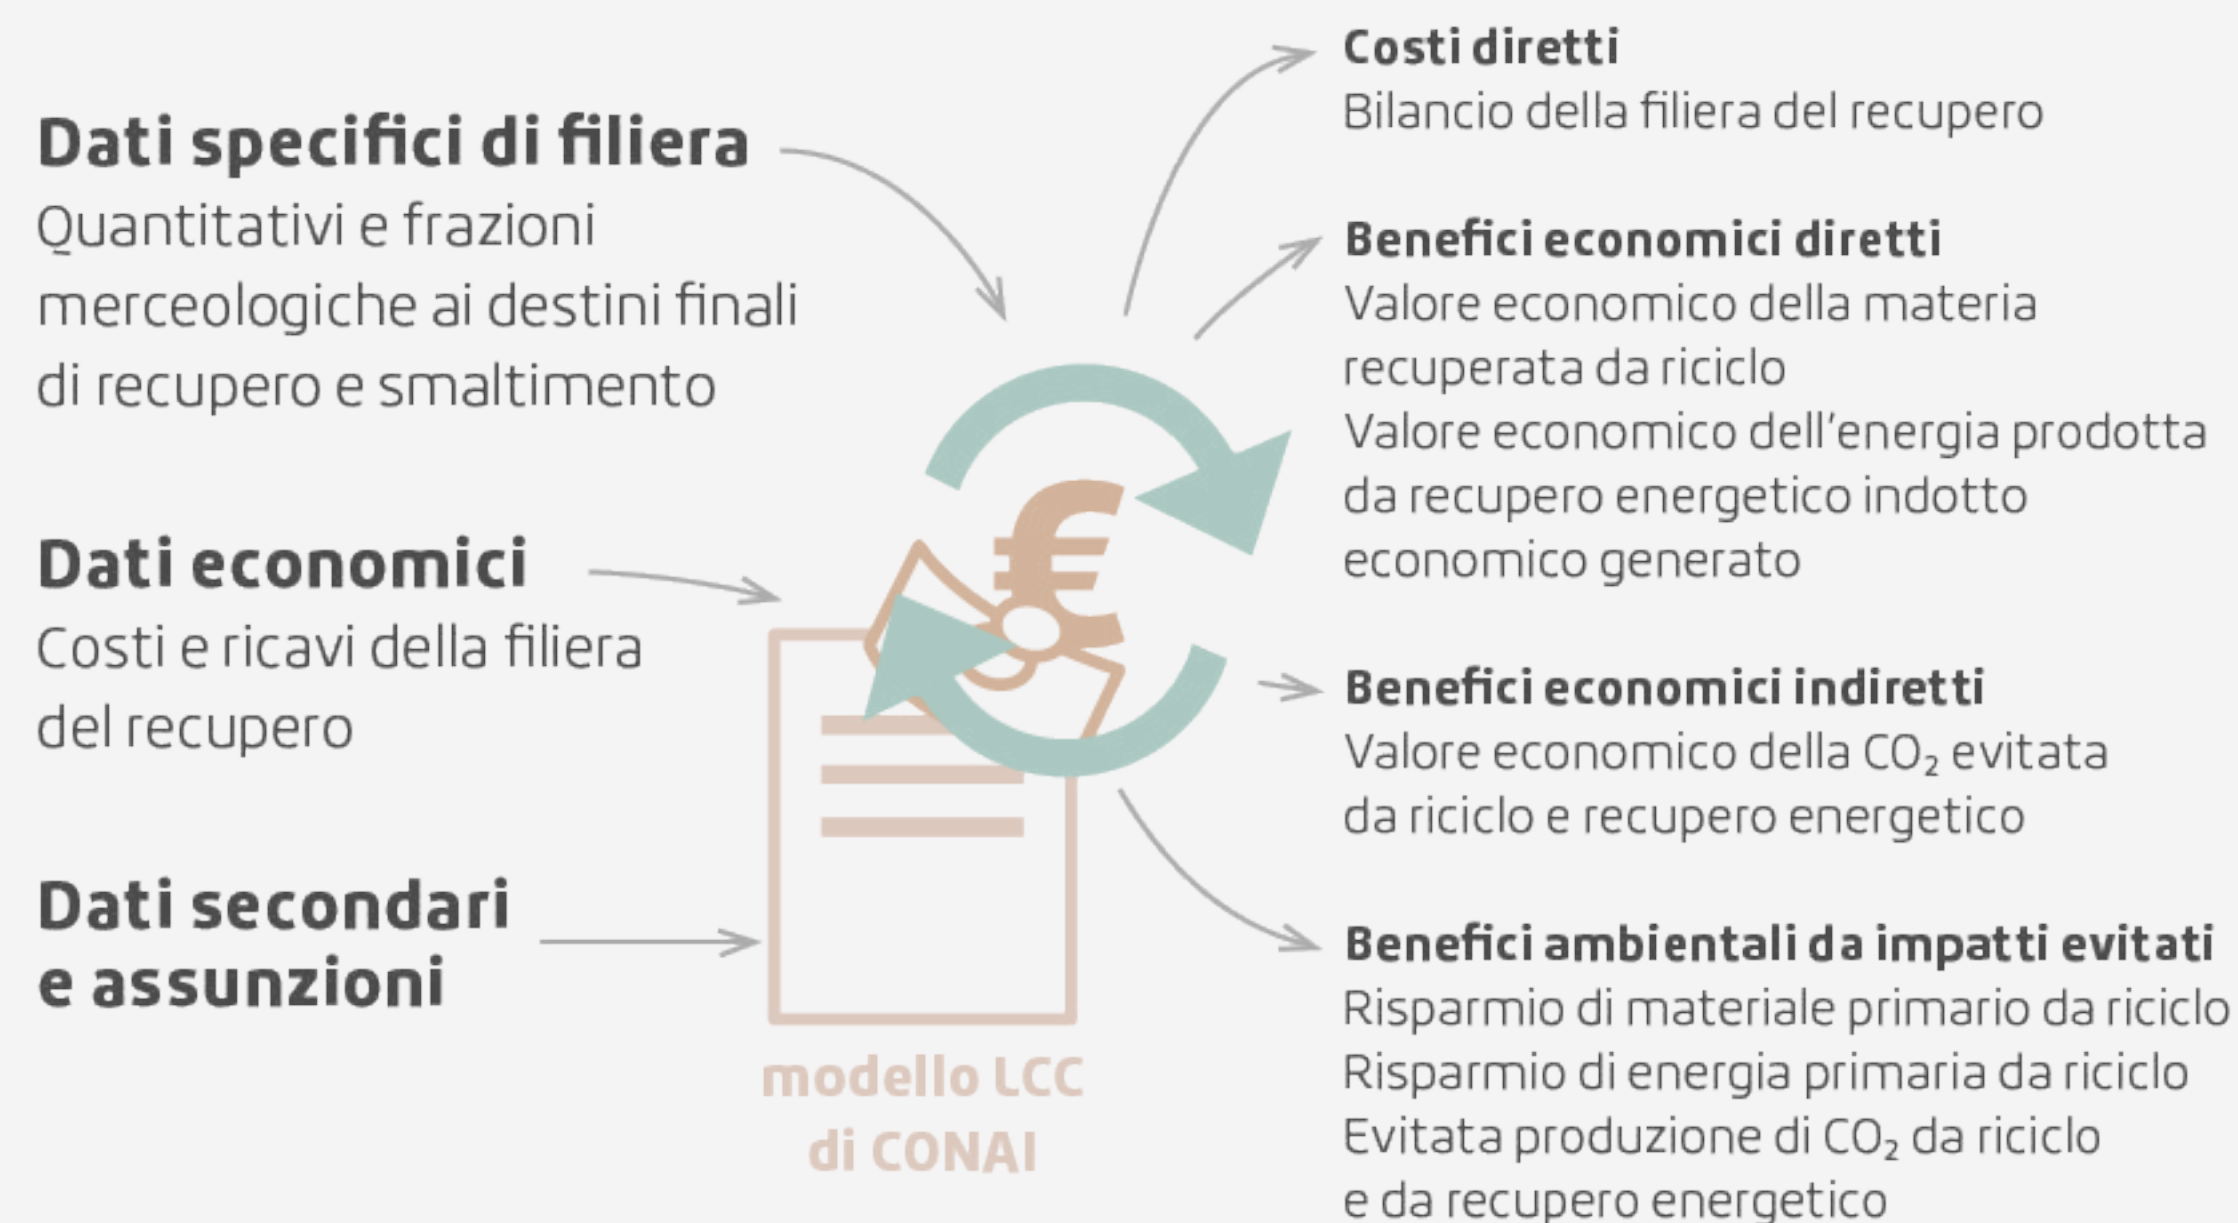 Dati specifici di filiera
Quantitativi e frazioni
merceologiche ai destini finali
di recupero e smaltimento
Dati economici
Costi e ricavi della filiera
del recupero
Dati secondari
e assunzioni
€
modello LCC
di CONAI
Costi diretti
Bilancio della filiera del recupero
Benefici economici diretti
Valore economico della materia
recuperata da riciclo
Valore economico dell’energia prodotta
da recupero energetico indotto
economico generato
Benefici economici indiretti
Valore economico della CO₂ evitata
da riciclo e recupero energetico
Benefici ambientali da impatti evitati
Risparmio di materiale primario da riciclo
Risparmio di energia primaria da riciclo
Evitata produzione di CO₂ da riciclo
e da recupero energetico